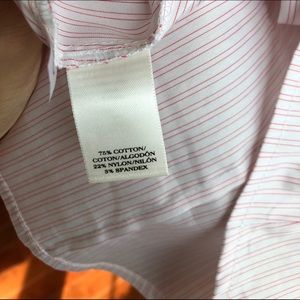 75% COTTON/
COTON/ALGODÓN
22% NYLON/NILÓN
3% SPANDEX